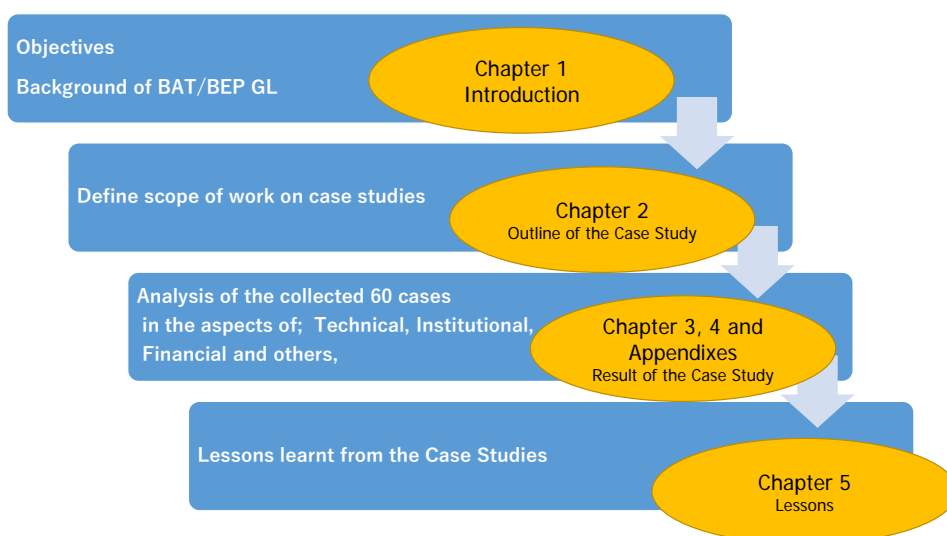 Objectives
Background of BAT/BEP GL
Chapter 1
Introduction
Define scope of work on case studies
Chapter 2
Outline of the Case Study
Analysis of the collected 60 cases
in the aspects of; Technical, Institutional,
Financial and others,
Chapter 3, 4 and
Appendixes
Result of the Case Study
Lessons learnt from the Case Studies
Chapter 5
Lessons